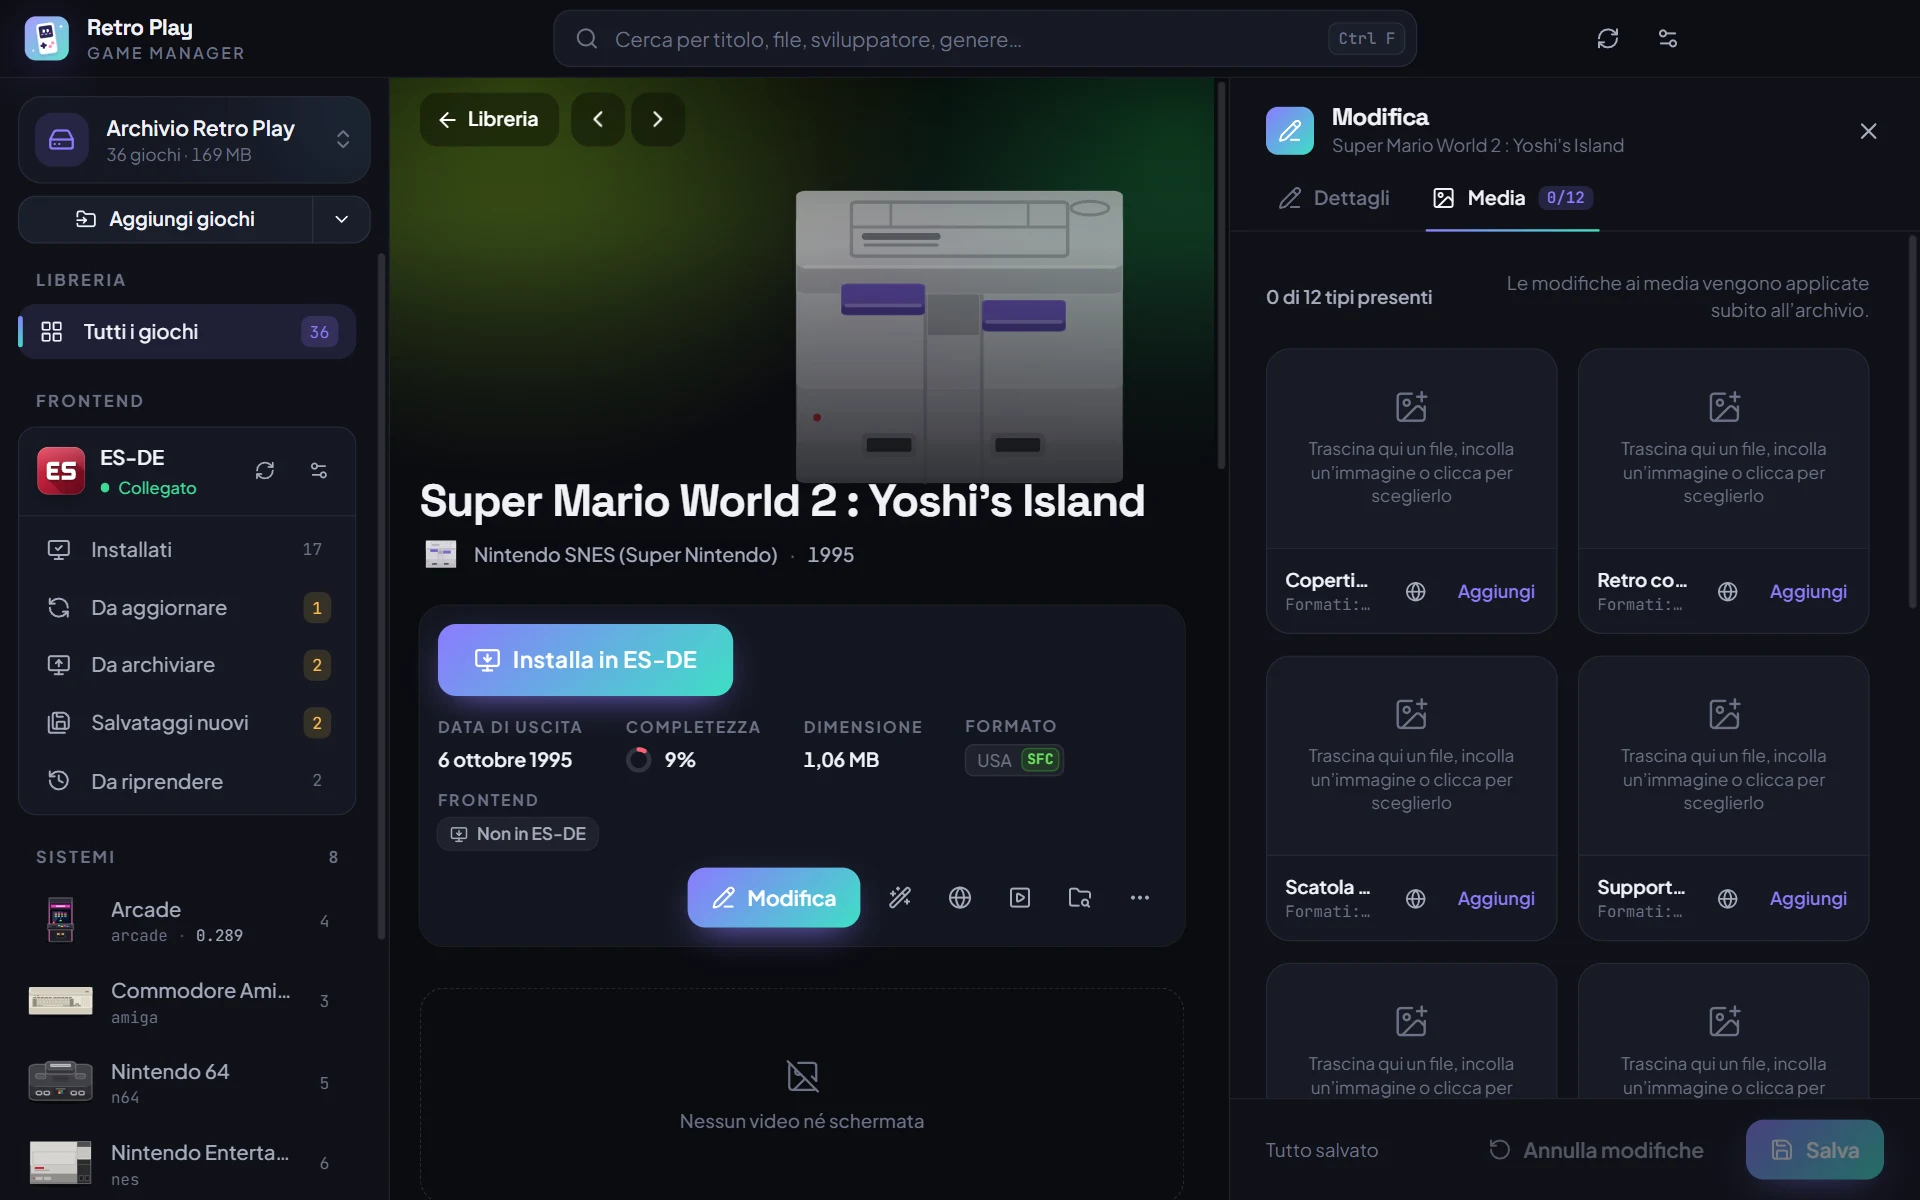 Retro Play
GAME MANAGER
Cerca per titolo, file, sviluppatore, genere...
Ctrl F
Archivio Retro Play
36 giochi · 169 MB
Aggiungi giochi
LIBRERIA
Tutti i giochi
36
FRONTEND
ES
ES-DE
Collegato
Installati
17
Da aggiornare
1
Da archiviare
2
Salvataggi nuovi
2
Da riprendere
2
SISTEMI
8
Arcade
4
arcade · 0.289
Commodore Ami...
3
amiga
Nintendo 64
5
n64
Nintendo Enterta...
6
nes
Libreria
Super Mario World 2 : Yoshi's Island
Nintendo SNES (Super Nintendo) · 1995
Installa in ES-DE
DATA DI USCITA
6 ottobre 1995
COMPLETEZZA
9%
DIMENSIONE
1,06 MB
FORMATO
USA SFC
FRONTEND
Non in ES-DE
Modifica
Nessun video né schermata
Modifica
Super Mario World 2 : Yoshi's Island
Dettagli
Media
0/12
0 di 12 tipi presenti
Le modifiche ai media vengono applicate
subito all'archivio.
Trascina qui un file, incolla
un'immagine o clicca per
sceglierlo
Coperti...
Formati:...
Aggiungi
Trascina qui un file, incolla
un'immagine o clicca per
sceglierlo
Retro co...
Formati:...
Aggiungi
Trascina qui un file, incolla
un'immagine o clicca per
sceglierlo
Scatola ...
Formati:...
Aggiungi
Trascina qui un file, incolla
un'immagine o clicca per
sceglierlo
Support...
Formati:...
Aggiungi
Trascina qui un file, incolla
un'immagine o clicca per
Trascina qui un file, incolla
un'immagine o clicca per
Tutto salvato
Annulla modifiche
Salva